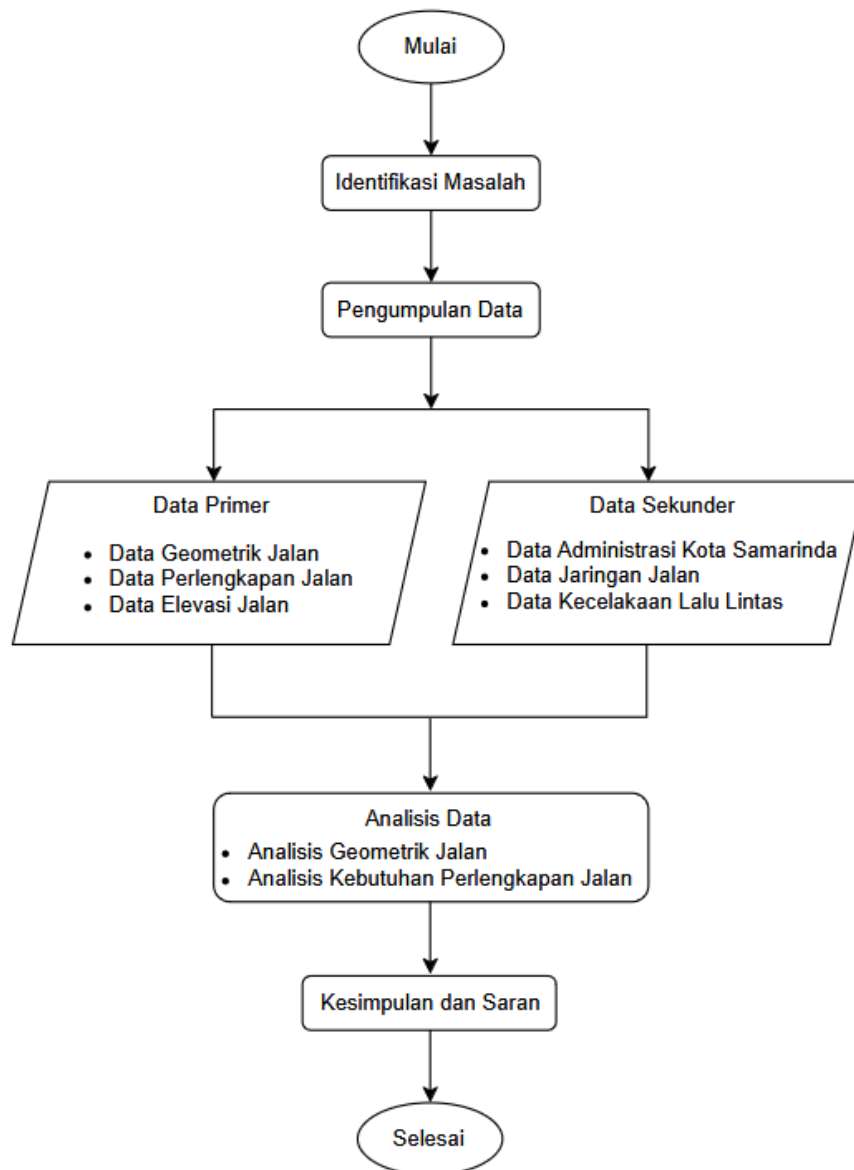 Mulai
Identifikasi Masalah
Pengumpulan Data
Data Primer
• Data Geometrik Jalan
• Data Perlengkapan Jalan
• Data Elevasi Jalan
Data Sekunder
• Data Administrasi Kota Samarinda
• Data Jaringan Jalan
• Data Kecelakaan Lalu Lintas
Analisis Data
• Analisis Geometrik Jalan
• Analisis Kebutuhan Perlengkapan Jalan
Kesimpulan dan Saran
Selesai